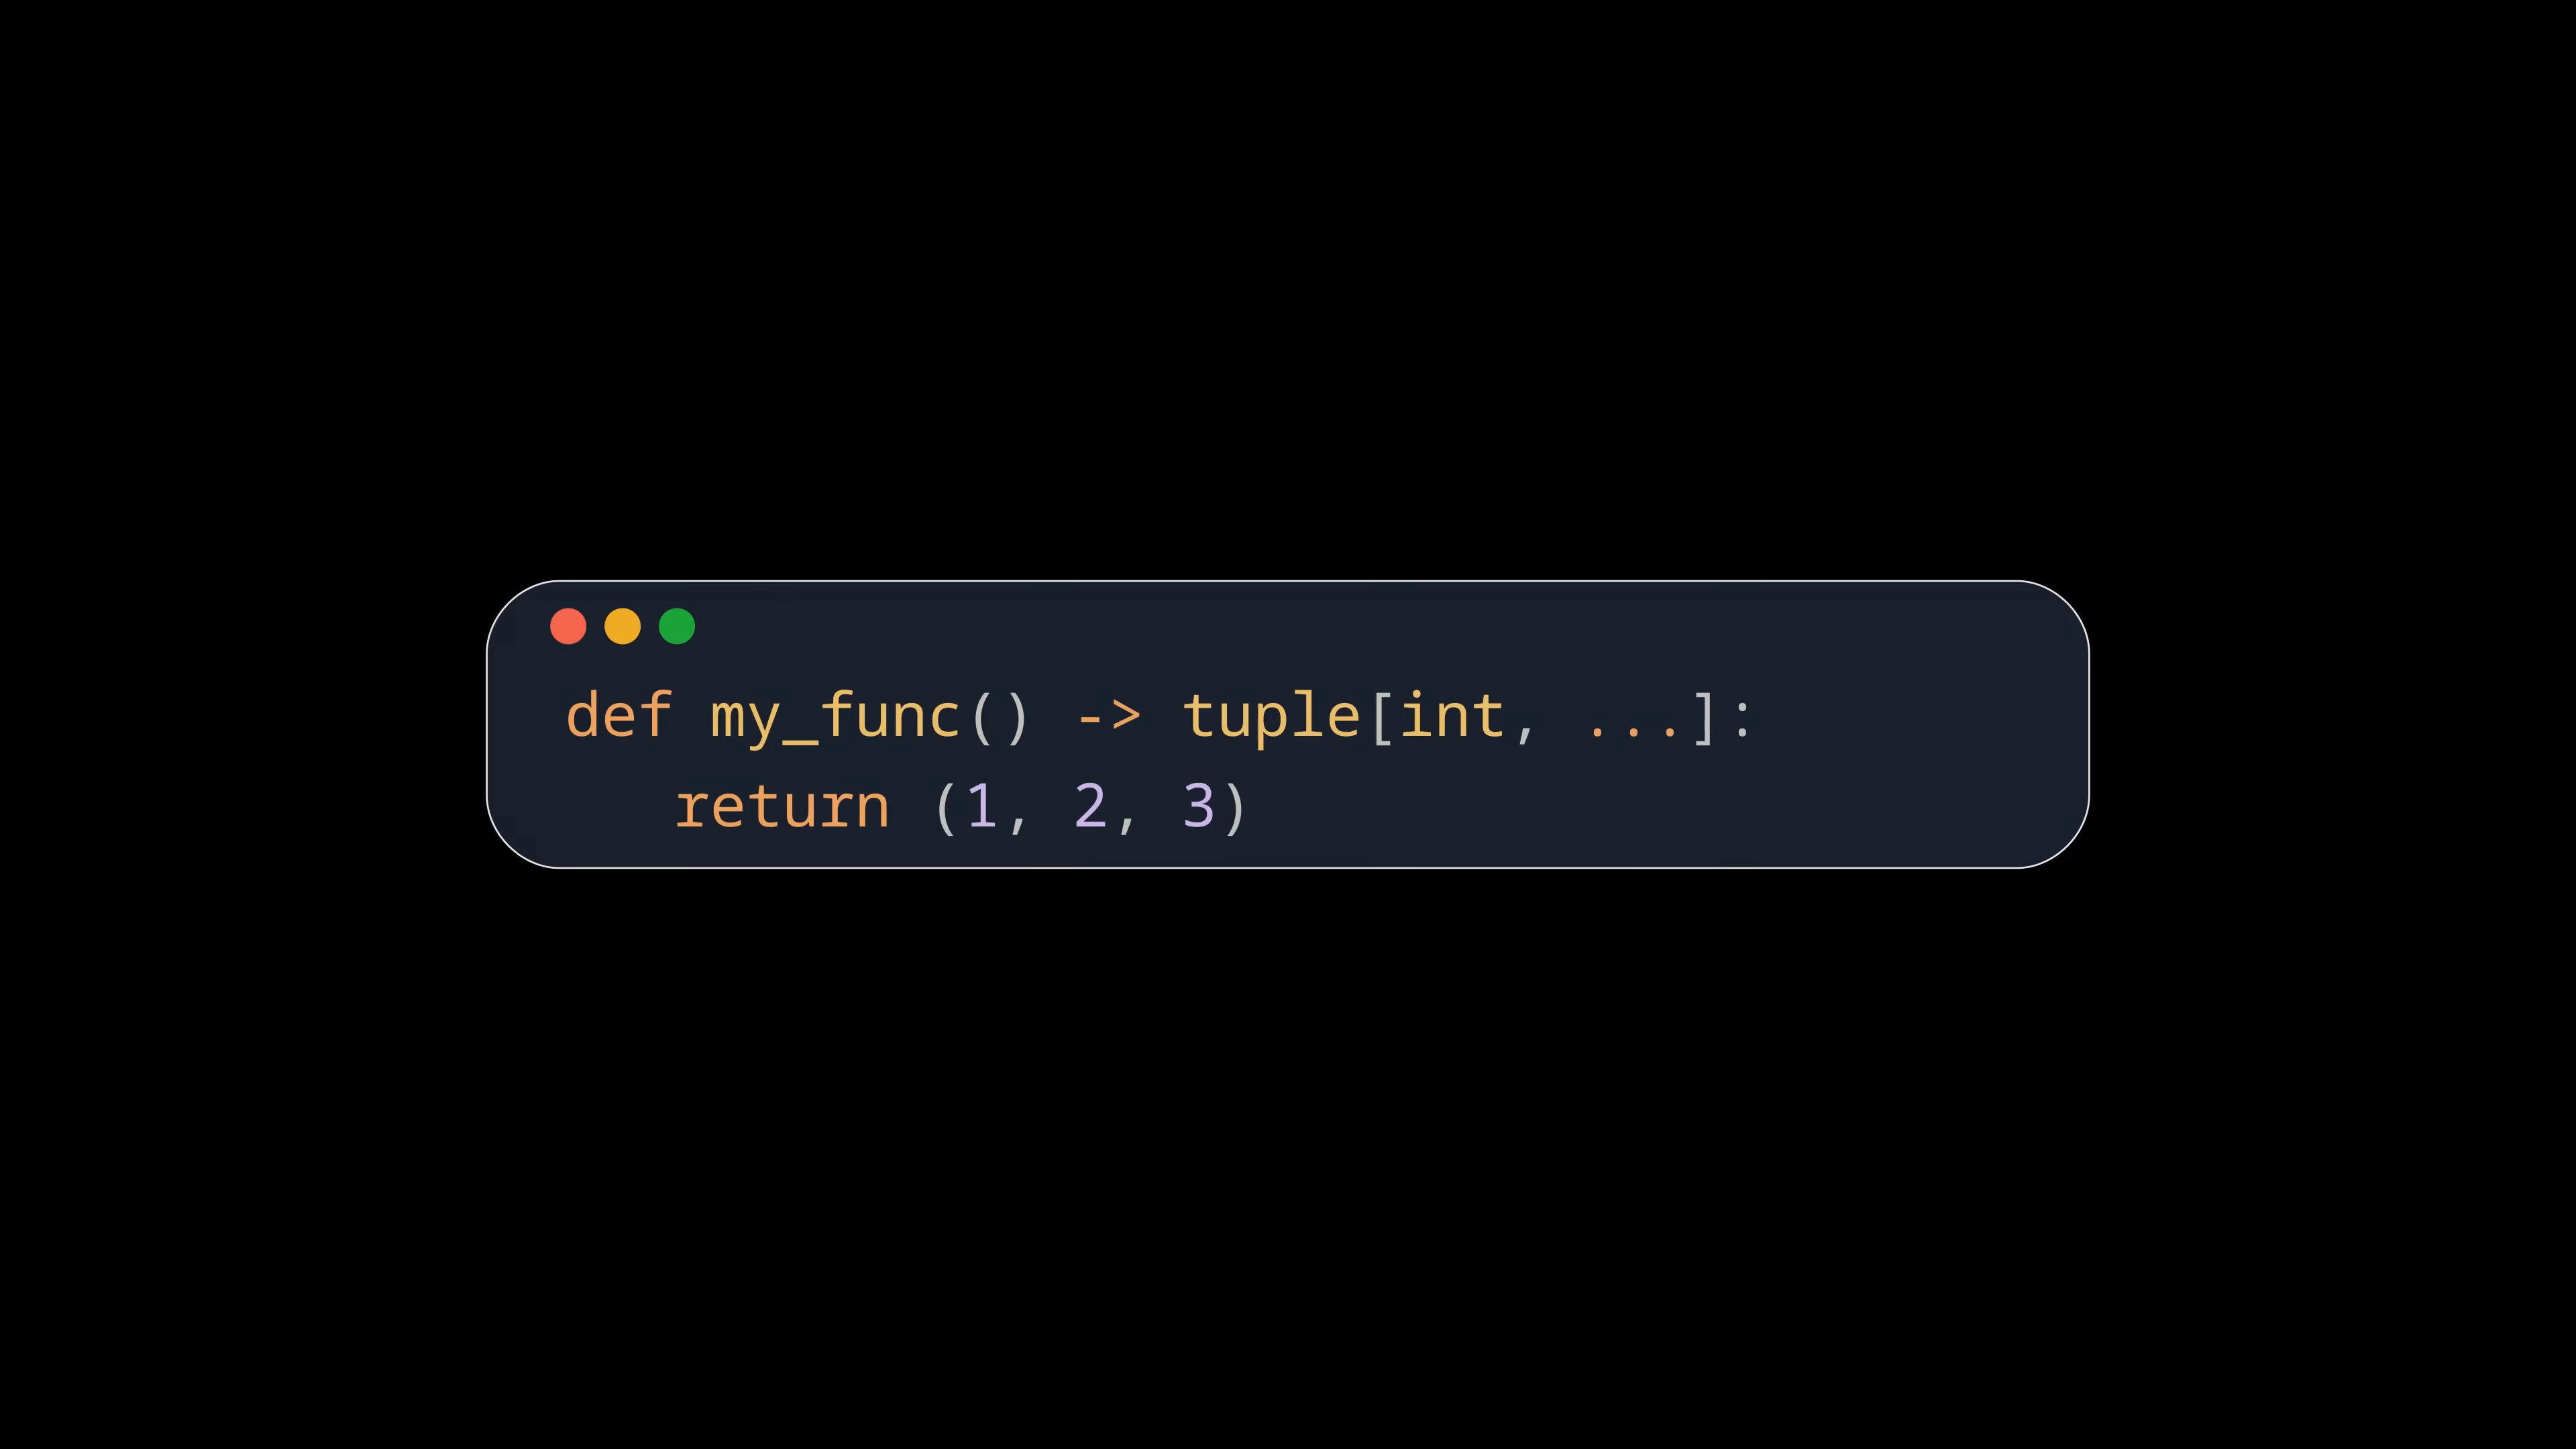 def my_func() -> tuple[int, ...]:
    return (1, 2, 3)